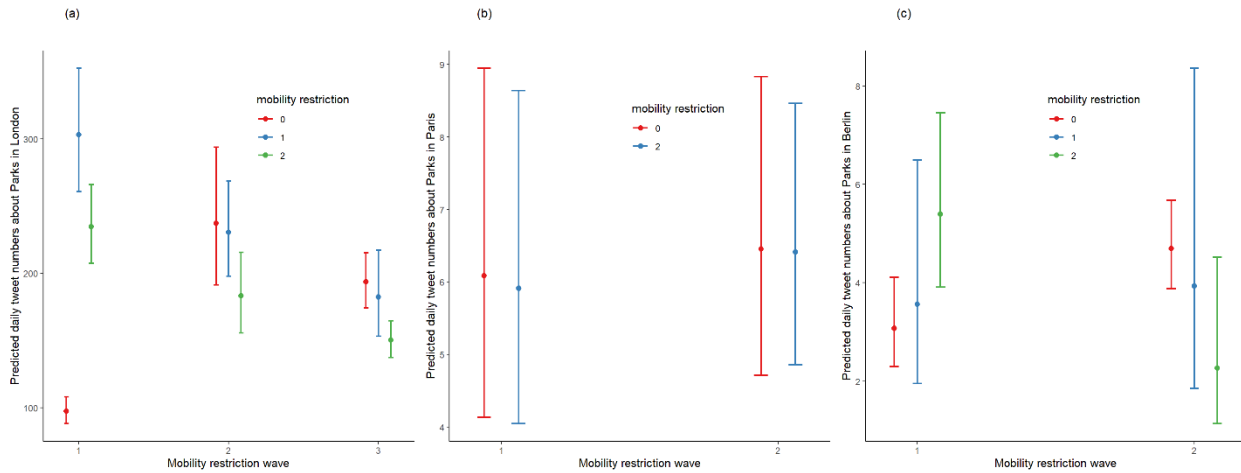 (a)
Predicted daily tweet numbers about Parks in London
300
200
100
mobility restriction
0
1
2
1
2
3
Mobility restriction wave
(b)
Predicted daily tweet numbers about Parks in Paris
9
8
7
6
5
4
mobility restriction
0
2
1
2
Mobility restriction wave
(c)
Predicted daily tweet numbers about Parks in Berlin
8
6
4
2
mobility restriction
0
1
2
1
2
Mobility restriction wave